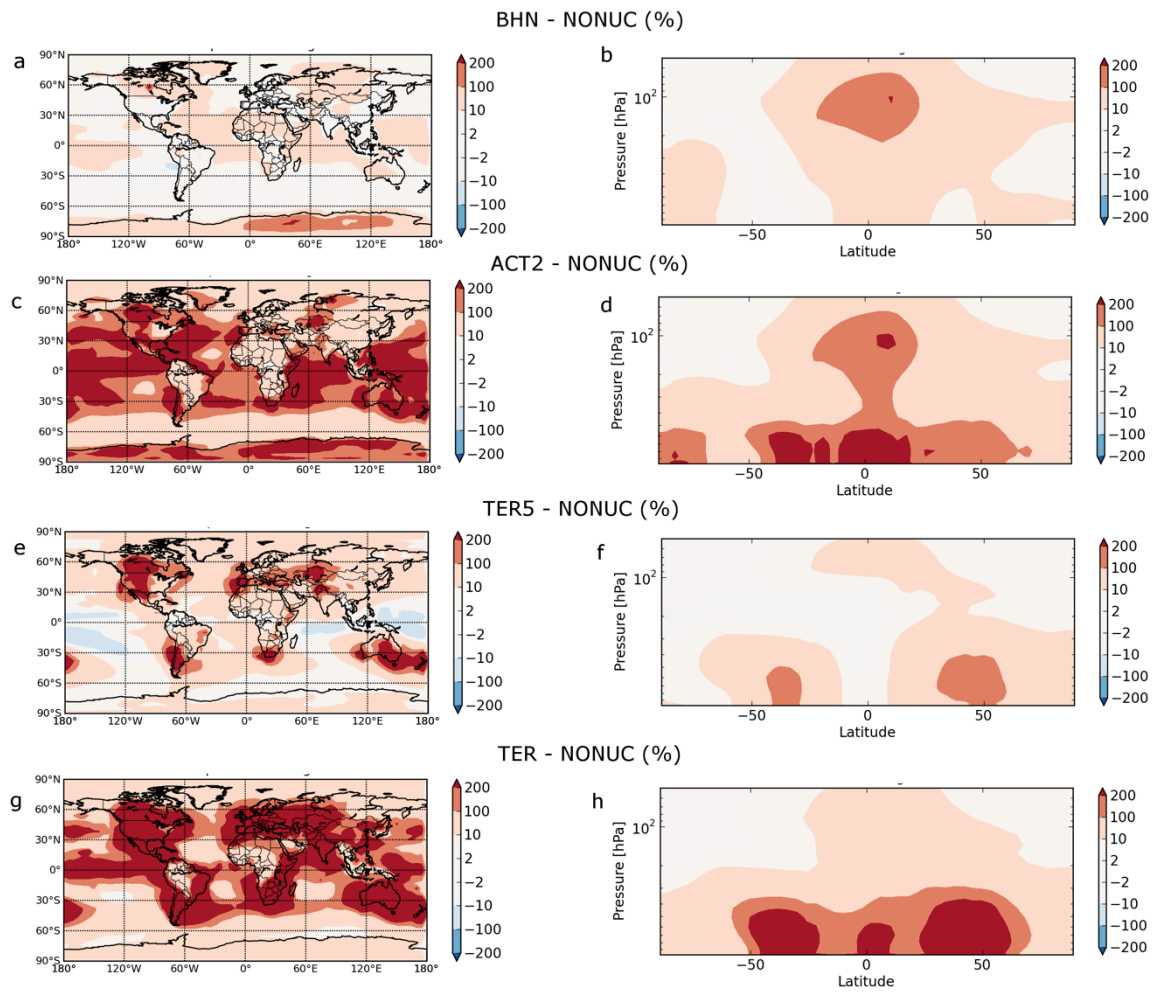 BHN - NONUC (%)
a
90°N
60°N
30°N
0°
30°S
60°S
90°S
180° 120°W 60°W 0° 60°E 120°E 180°
200
100
10
2
−2
−10
−100
−200
b
Pressure [hPa]
10²
−50 0 50
Latitude
200
100
10
2
−2
−10
−100
−200
ACT2 - NONUC (%)
c
90°N
60°N
30°N
0°
30°S
60°S
90°S
180° 120°W 60°W 0° 60°E 120°E 180°
200
100
10
2
−2
−10
−100
−200
d
Pressure [hPa]
10²
−50 0 50
Latitude
200
100
10
2
−2
−10
−100
−200
TER5 - NONUC (%)
e
90°N
60°N
30°N
0°
30°S
60°S
90°S
180° 120°W 60°W 0° 60°E 120°E 180°
200
100
10
2
−2
−10
−100
−200
f
Pressure [hPa]
10²
−50 0 50
Latitude
200
100
10
2
−2
−10
−100
−200
TER - NONUC (%)
g
90°N
60°N
30°N
0°
30°S
60°S
90°S
180° 120°W 60°W 0° 60°E 120°E 180°
200
100
10
2
−2
−10
−100
−200
h
Pressure [hPa]
10²
−50 0 50
Latitude
200
100
10
2
−2
−10
−100
−200